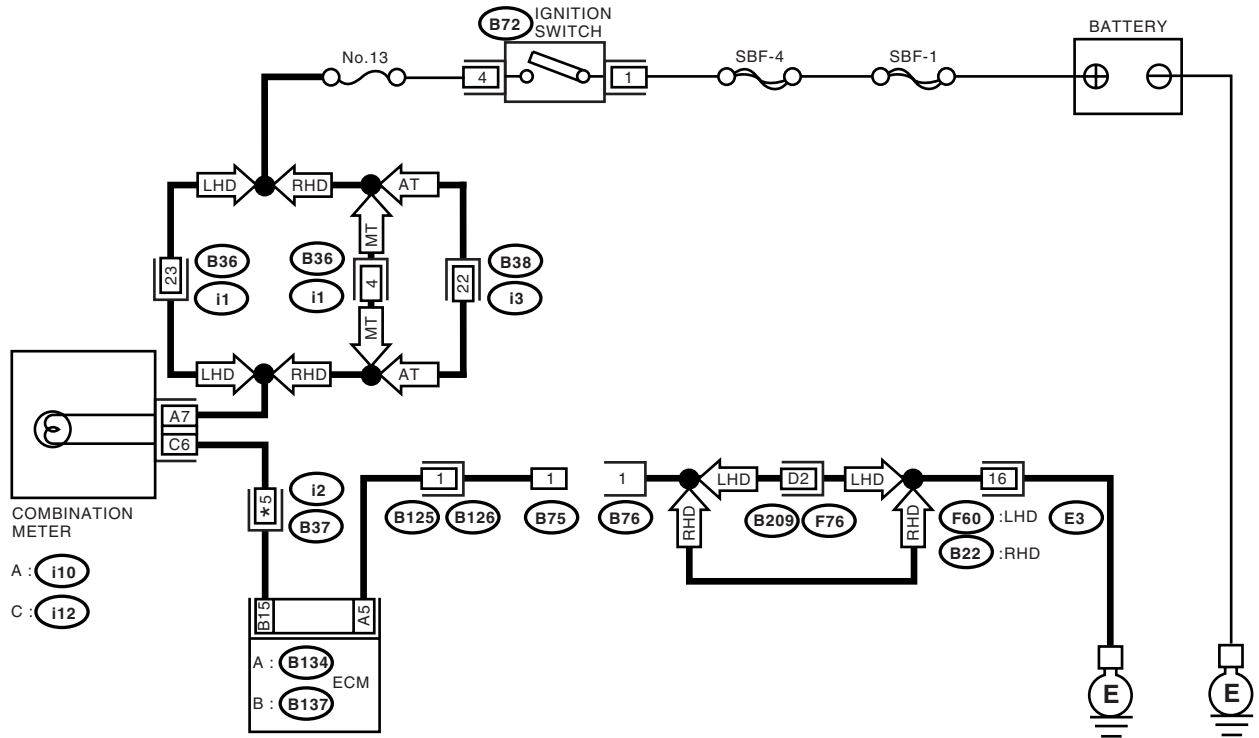 B72
IGNITION
SWITCH
BATTERY
No.13
4
1
SBF-4
SBF-1
LHD
RHD
AT
MT
23
B36
i1
B36
i1
4
22
B38
i3
MT
LHD
RHD
AT
A7
C6
COMBINATION
METER
A : i10
C : i12
*5
i2
B37
B15
A5
A : B134
ECM
B : B137
1
B125
B126
1
B75
1
B76
LHD
D2
LHD
B209
F76
RHD
RHD
16
F60 :LHD
B22 :RHD
E3
E
E